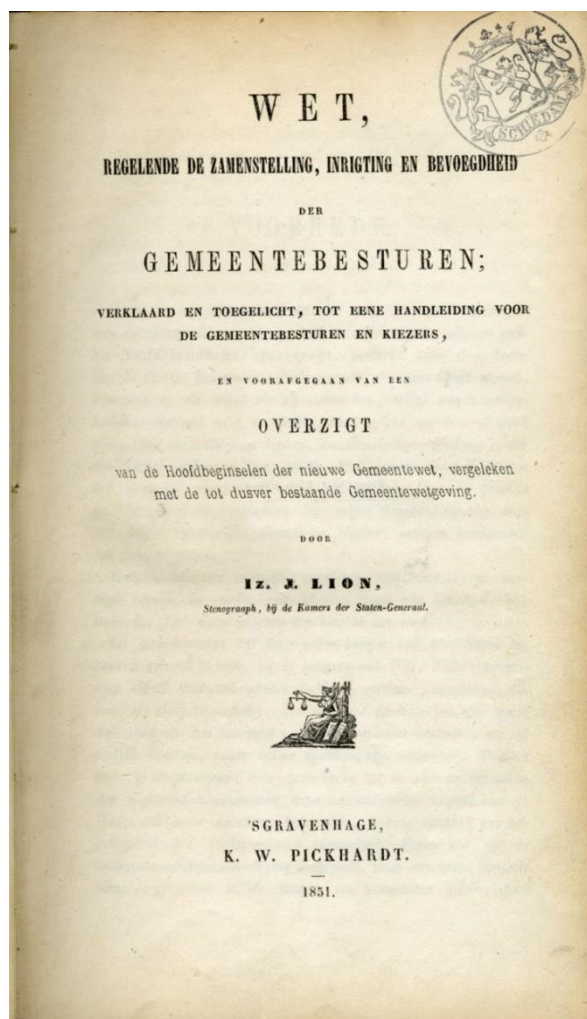 SCHIEDAM
WET,
REGELENDE DE ZAMENSTELLING, INRIGTING EN BEVOEGDHEID
DER
GEMEENTEBESTUREN;
VERKLAARD EN TOEGELICHT, TOT EENE HANDLEIDING VOOR
DE GEMEENTEBESTUREN EN KIEZERS,
EN VOORAFGEGAAN VAN EEN
OVERZIGT
van de Hoofdbeginselen der nieuwe Gemeentewet, vergeleken
met de tot dusver bestaande Gemeentewetgeving.
DOOR
Iz. J. LION,
Stenograaph, bij de Kamers der Staten-Generaal.
'SGRAVENHAGE,
K. W. PICKHARDT.
1851.